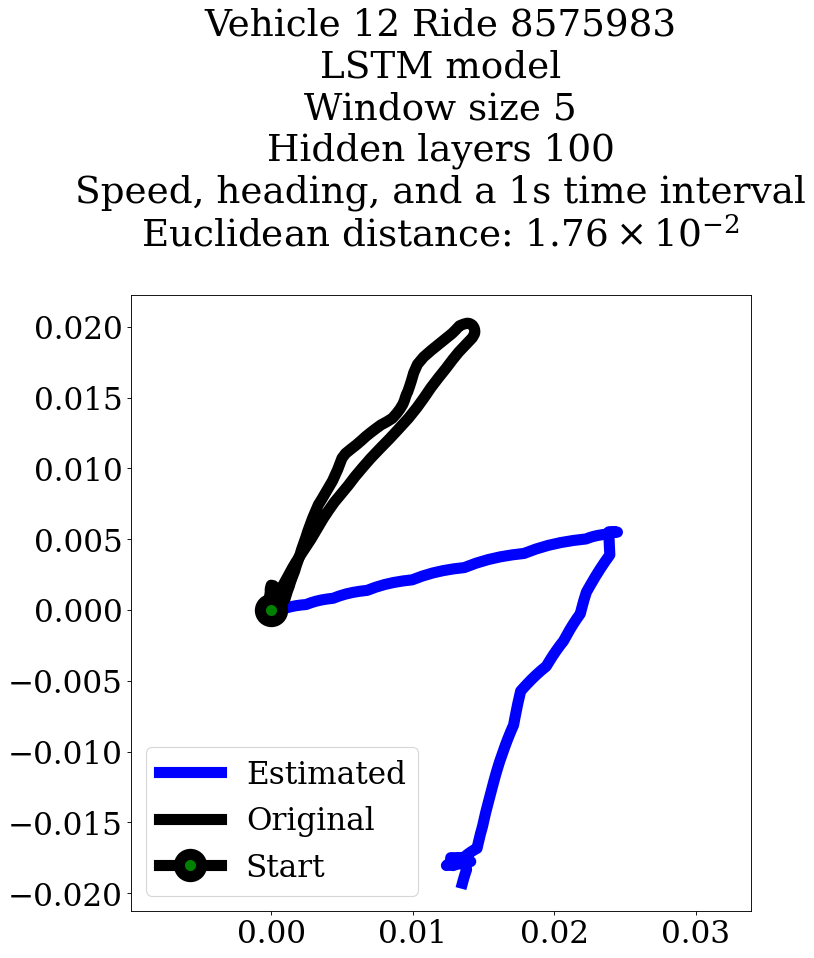 Vehicle 12 Ride 8575983
LSTM model
Window size 5
Hidden layers 100
Speed, heading, and a 1s time interval
Euclidean distance: 1.76 × 10⁻²
0.020
0.015
0.010
0.005
0.000
−0.005
−0.010
−0.015
−0.020
Estimated
Original
Start
0.00 0.01 0.02 0.03